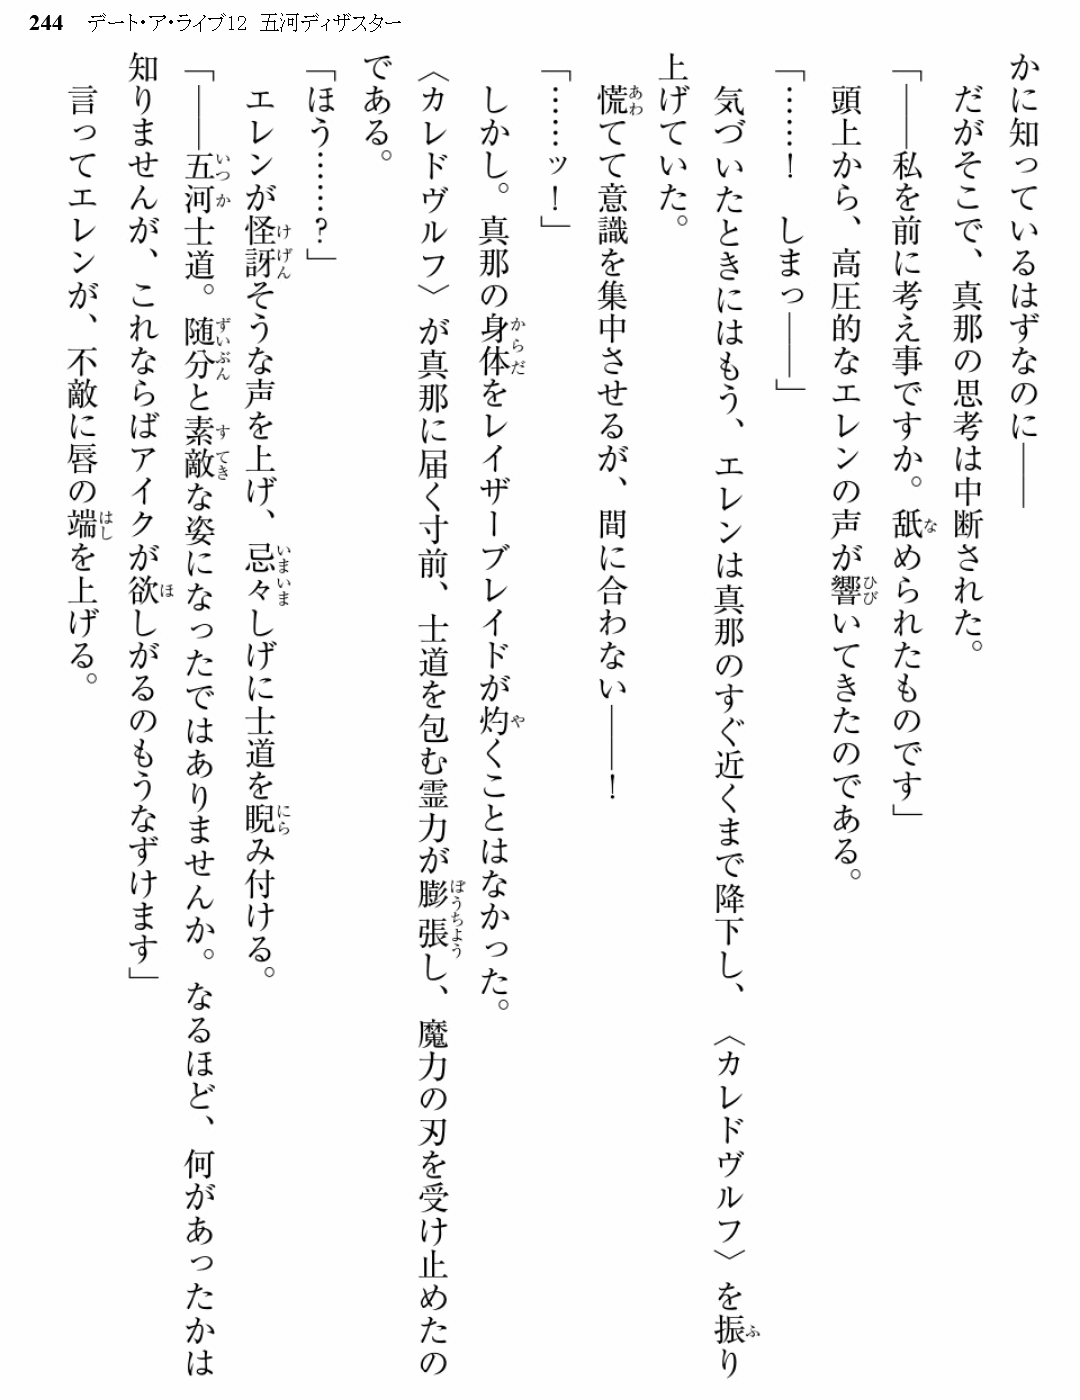 244 デート・ア・ライブ12 五河ディザスター
かに知っているはずなのに――
だがそこで、真那の思考は中断された。
「――私を前に考え事ですか。舐められたものです」
頭上から、高圧的なエレンの声が響いてきたのである。
「……！　しまっ――」
気づいたときにはもう、エレンは真那のすぐ近くまで降下し、〈カレドヴルフ〉を振り
上げていた。
慌てて意識を集中させるが、間に合わない――！
「……ッ！」
しかし。真那の身体をレイザーブレイドが灼くことはなかった。
〈カレドヴルフ〉が真那に届く寸前、士道を包む霊力が膨張し、魔力の刃を受け止めたの
である。
「ほう……？」
エレンが怪訝そうな声を上げ、忌々しげに士道を睨み付ける。
「――五河士道。随分と素敵な姿になったではありませんか。なるほど、何があったかは
知りませんが、これならばアイクが欲しがるのもうなずけます」
言ってエレンが、不敵に唇の端を上げる。